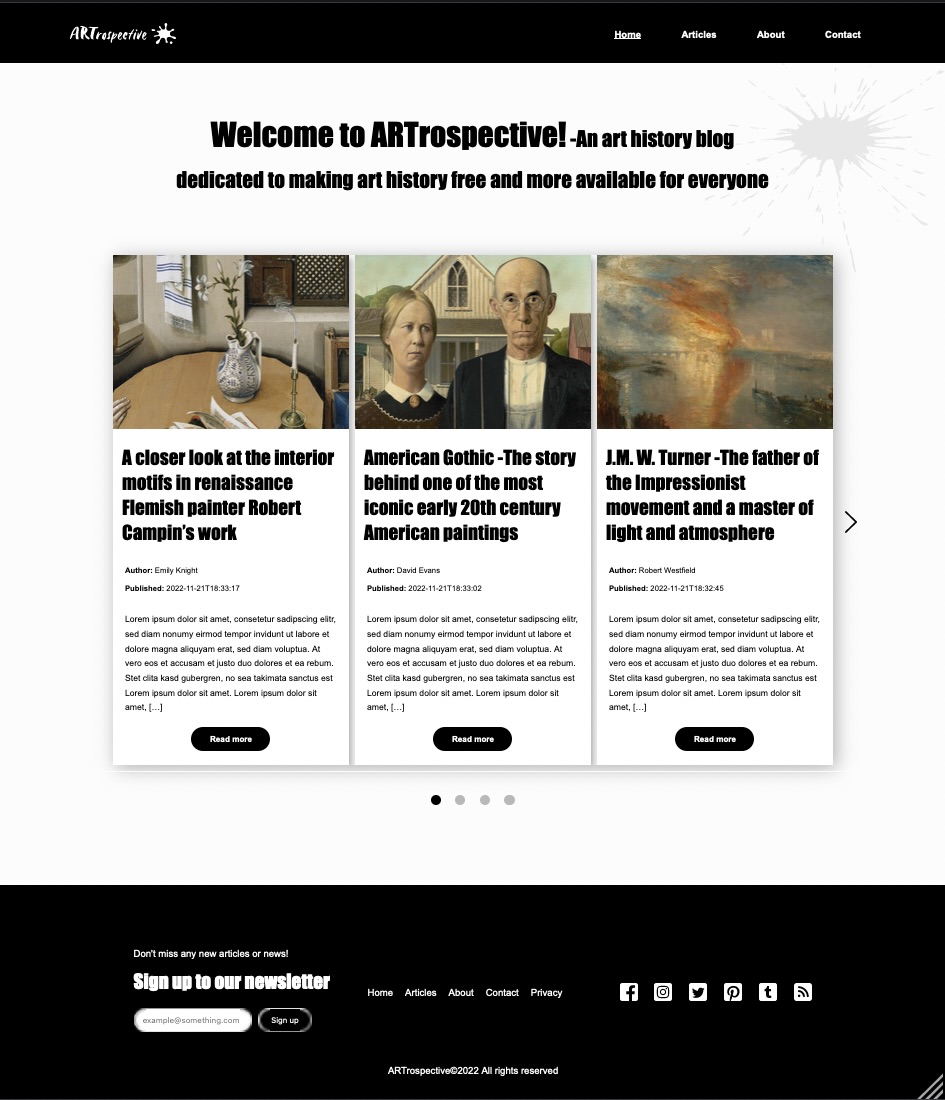 ARTrospective
Home Articles About Contact
Welcome to ARTrospective! -An art history blog
dedicated to making art history free and more available for everyone
A closer look at the interior
motifs in renaissance
Flemish painter Robert
Campin's work
Author: Emily Knight
Published: 2022-11-21T18:33:17
Lorem ipsum dolor sit amet, consetetur sadipscing elitr,
sed diam nonumy eirmod tempor invidunt ut labore et
dolore magna aliquyam erat, sed diam voluptua. At
vero eos et accusam et justo duo dolores et ea rebum.
Stet clita kasd gubergren, no sea takimata sanctus est
Lorem ipsum dolor sit amet. Lorem ipsum dolor sit
amet, […]
Read more
American Gothic -The story
behind one of the most
iconic early 20th century
American paintings
Author: David Evans
Published: 2022-11-21T18:33:02
Lorem ipsum dolor sit amet, consetetur sadipscing elitr,
sed diam nonumy eirmod tempor invidunt ut labore et
dolore magna aliquyam erat, sed diam voluptua. At
vero eos et accusam et justo duo dolores et ea rebum.
Stet clita kasd gubergren, no sea takimata sanctus est
Lorem ipsum dolor sit amet. Lorem ipsum dolor sit
amet, […]
Read more
J.M. W. Turner -The father of
the Impressionist
movement and a master of
light and atmosphere
Author: Robert Westfield
Published: 2022-11-21T18:32:45
Lorem ipsum dolor sit amet, consetetur sadipscing elitr,
sed diam nonumy eirmod tempor invidunt ut labore et
dolore magna aliquyam erat, sed diam voluptua. At
vero eos et accusam et justo duo dolores et ea rebum.
Stet clita kasd gubergren, no sea takimata sanctus est
Lorem ipsum dolor sit amet. Lorem ipsum dolor sit
amet, […]
Read more
Don't miss any new articles or news!
Sign up to our newsletter
example@something.com Sign up
Home Articles About Contact Privacy
ARTrospective©2022 All rights reserved